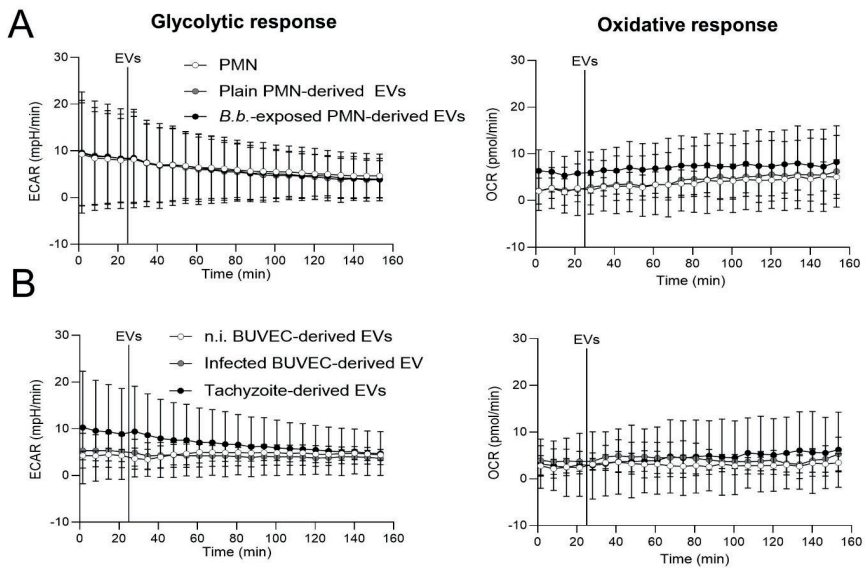 A
Glycolytic response
Oxidative response
EVs
PMN
Plain PMN-derived EVs
B.b.-exposed PMN-derived EVs
ECAR (mpH/min)
30
20
10
0
-10
0 20 40 60 80 100 120 140 160
Time (min)
EVs
OCR (pmol/min)
30
20
10
0
-10
0 20 40 60 80 100 120 140 160
Time (min)
B
EVs
n.i. BUVEC-derived EVs
Infected BUVEC-derived EV
Tachyzoite-derived EVs
ECAR (mpH/min)
30
20
10
0
-10
0 20 40 60 80 100 120 140 160
Time (min)
EVs
OCR (pmol/min)
30
20
10
0
-10
0 20 40 60 80 100 120 140 160
Time (min)